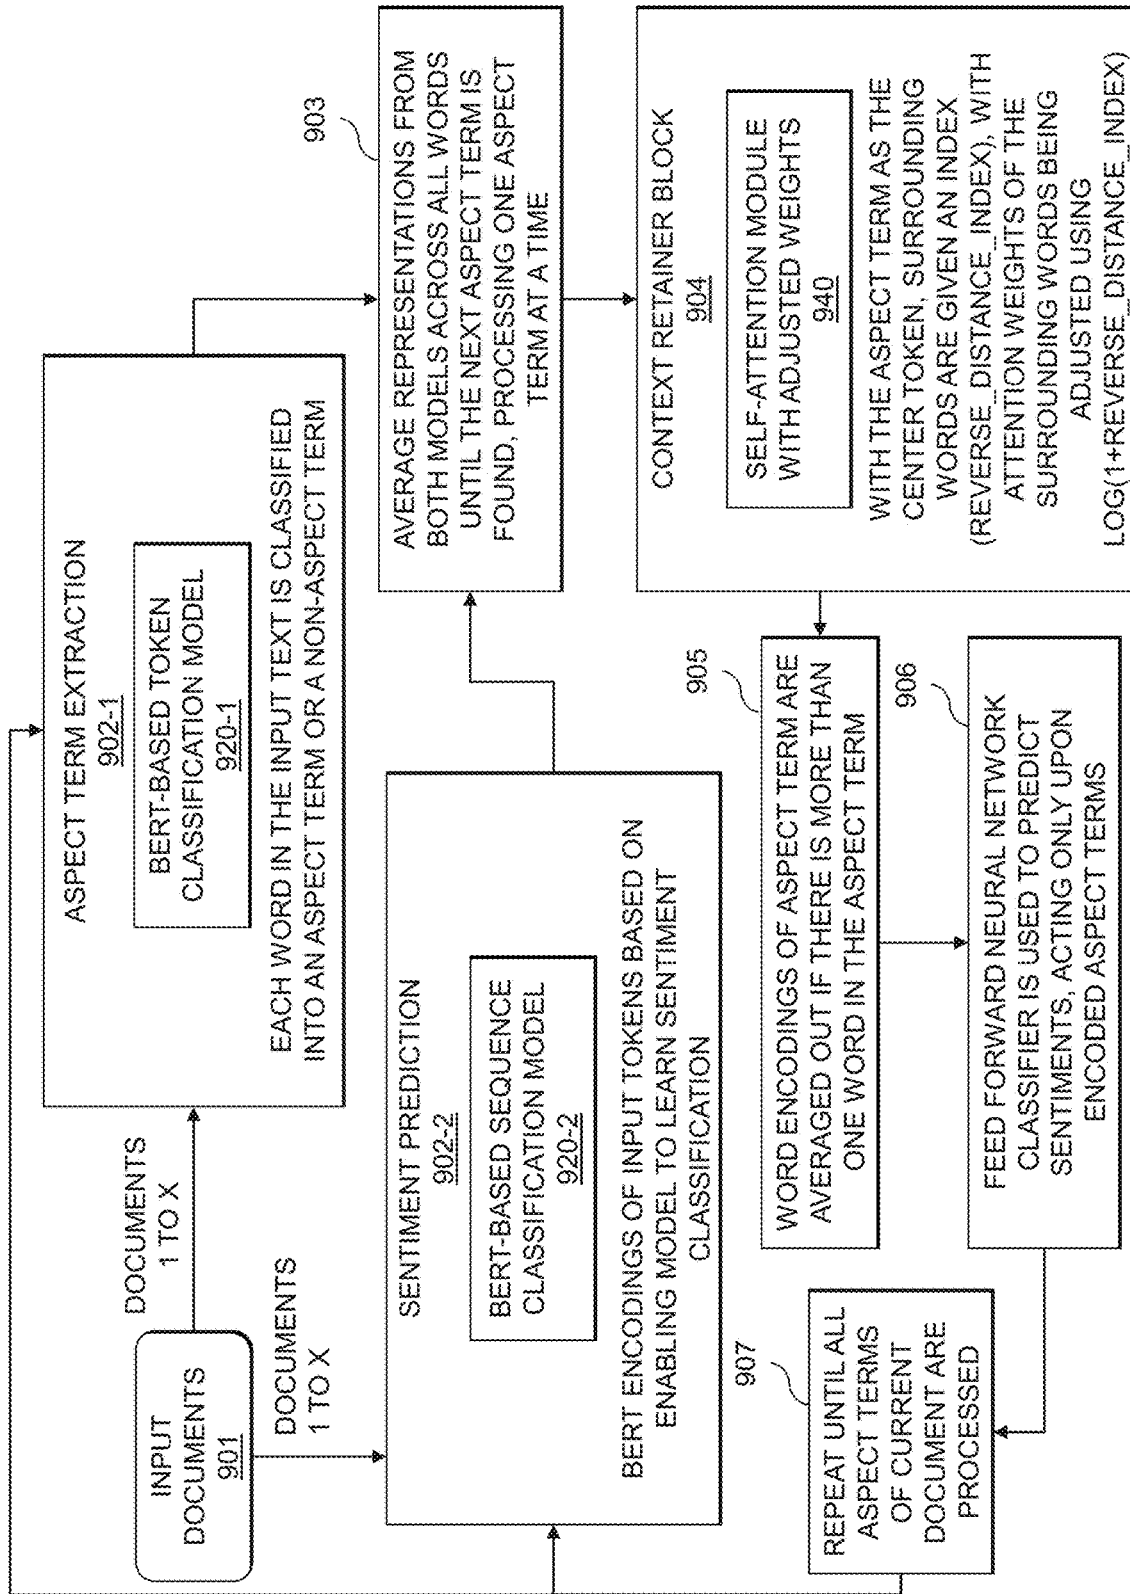 INPUT
DOCUMENTS
901
DOCUMENTS
1 TO X
DOCUMENTS
1 TO X
ASPECT TERM EXTRACTION
902-1
BERT-BASED TOKEN
CLASSIFICATION MODEL
920-1
EACH WORD IN THE INPUT TEXT IS CLASSIFIED
INTO AN ASPECT TERM OR A NON-ASPECT TERM
SENTIMENT PREDICTION
902-2
BERT-BASED SEQUENCE
CLASSIFICATION MODEL
920-2
BERT ENCODINGS OF INPUT TOKENS BASED ON
ENABLING MODEL TO LEARN SENTIMENT
CLASSIFICATION
903
AVERAGE REPRESENTATIONS FROM
BOTH MODELS ACROSS ALL WORDS
UNTIL THE NEXT ASPECT TERM IS
FOUND, PROCESSING ONE ASPECT
TERM AT A TIME
CONTEXT RETAINER BLOCK
904
SELF-ATTENTION MODULE
WITH ADJUSTED WEIGHTS
940
WITH THE ASPECT TERM AS THE
CENTER TOKEN, SURROUNDING
WORDS ARE GIVEN AN INDEX
(REVERSE_DISTANCE_INDEX), WITH
ATTENTION WEIGHTS OF THE
SURROUNDING WORDS BEING
ADJUSTED USING
LOG(1+REVERSE_DISTANCE_INDEX)
905
WORD ENCODINGS OF ASPECT TERM ARE
AVERAGED OUT IF THERE IS MORE THAN
ONE WORD IN THE ASPECT TERM
906
FEED FORWARD NEURAL NETWORK
CLASSIFIER IS USED TO PREDICT
SENTIMENTS, ACTING ONLY UPON
ENCODED ASPECT TERMS
907
REPEAT UNTIL ALL
ASPECT TERMS
OF CURRENT
DOCUMENT ARE
PROCESSED